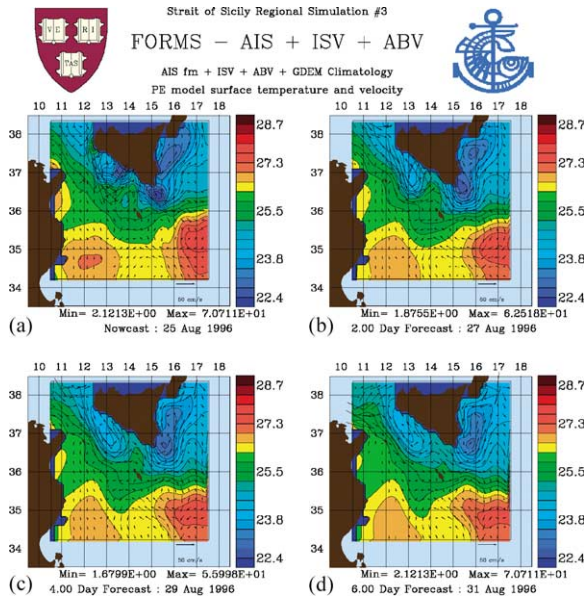 Strait of Sicily Regional Simulation #3
FORMS - AIS + ISV + ABV
AIS fm + ISV + ABV + GDEM Climatology
PE model surface temperature and velocity
VE RI
TAS
10 11 12 13 14 15 16 17 18
38
37
36
35
34
28.7
27.3
25.5
23.8
22.4
50 cm/s
(a)
Min= 2.1213E+00 Max= 7.0711E+01
Nowcast : 25 Aug 1996
10 11 12 13 14 15 16 17 18
38
37
36
35
34
28.7
27.3
25.5
23.8
22.4
50 cm/s
(b)
Min= 1.8755E+00 Max= 6.2518E+01
2.00 Day Forecast : 27 Aug 1996
10 11 12 13 14 15 16 17 18
38
37
36
35
34
28.7
27.3
25.5
23.8
22.4
50 cm/s
(c)
Min= 1.6799E+00 Max= 5.5998E+01
4.00 Day Forecast : 29 Aug 1996
10 11 12 13 14 15 16 17 18
38
37
36
35
34
28.7
27.3
25.5
23.8
22.4
50 cm/s
(d)
Min= 2.1213E+00 Max= 7.0711E+01
6.00 Day Forecast : 31 Aug 1996